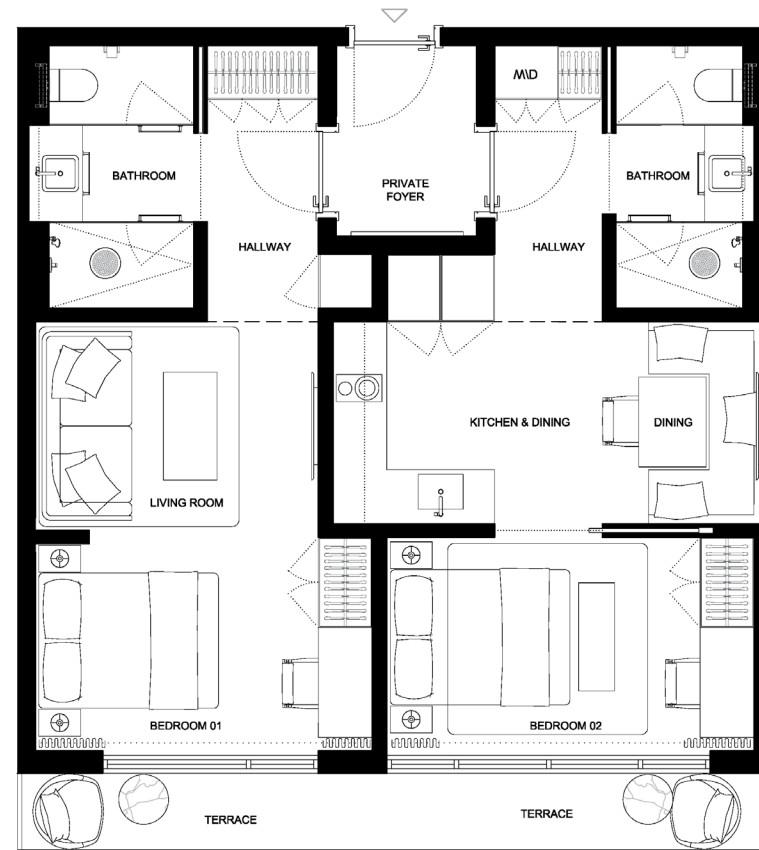 M\D
BATHROOM
PRIVATE
FOYER
BATHROOM
HALLWAY
HALLWAY
KITCHEN & DINING
DINING
LIVING ROOM
BEDROOM 01
BEDROOM 02
TERRACE
TERRACE